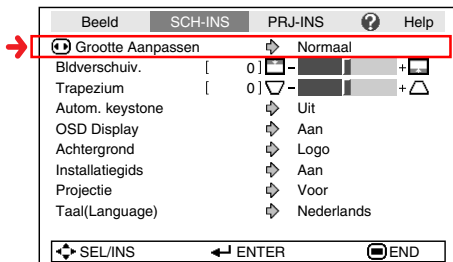 Beeld SCH-INS PRJ-INS ? Help
Grootte Aanpassen Normaal
Bldverschuiv. [ 0] - +
Trapezium [ 0] - +
Autom. keystone Uit
OSD Display Aan
Achtergrond Logo
Installatiegids Aan
Projectie Voor
Taal(Language) Nederlands
SEL/INS ENTER END